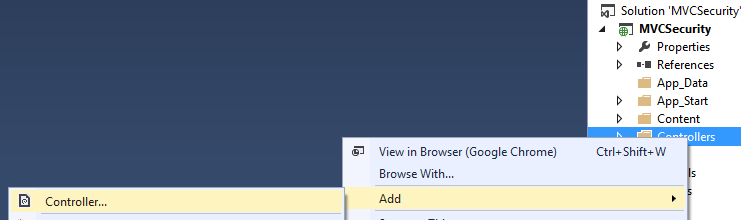 Solution 'MVCSecurity'
MVCSecurity
Properties
References
App_Data
App_Start
Content
Controllers
View in Browser (Google Chrome) Ctrl+Shift+W
Browse With...
Add
Controller...